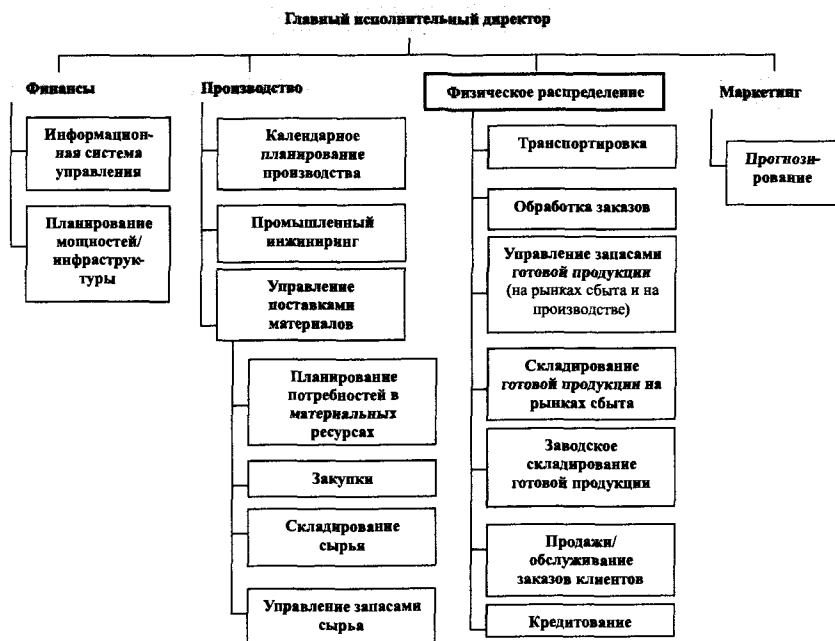 Главный исполнительный директор
Финансы
Информацион-
ная система
управления
Планирование
мощностей/
инфраструк-
туры
Производство
Календарное
планирование
производства
Промышленный
инжиниринг
Управление
поставками
материалов
Планирование
потребностей в
материальных
ресурсах
Закупки
Складирование
сырья
Управление запасами
сырья
Физическое распределение
Транспортировка
Обработка заказов
Управление запасами
готовой продукции
(на рынках сбыта и на
производстве)
Складирование
готовой продукции на
рынках сбыта
Заводское
складирование
готовой продукции
Продажи/
обслуживание
заказов клиентов
Кредитование
Маркетинг
Прогнози-
рование